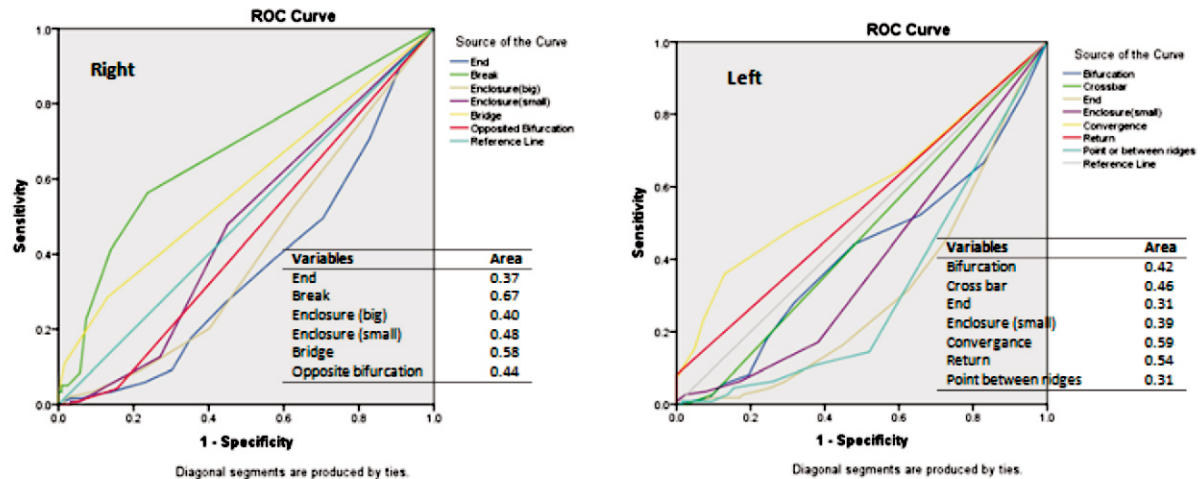 ROC Curve
Right
Source of the Curve
End
Break
Enclosure(big)
Enclosure(small)
Bridge
Opposited Bifurcation
Reference Line
Sensitivity
1.0
0.8
0.6
0.4
0.2
0.0
0.0 0.2 0.4 0.6 0.8 1.0
1 - Specificity
Variables Area
End 0.37
Break 0.67
Enclosure (big) 0.40
Enclosure (small) 0.48
Bridge 0.58
Opposite bifurcation 0.44
Diagonal segments are produced by ties.
ROC Curve
Left
Source of the Curve
Bifurcation
Crossbar
End
Enclosure(small)
Convergence
Return
Point or between ridges
Reference Line
Sensitivity
1.0
0.8
0.6
0.4
0.2
0.0
0.0 0.2 0.4 0.6 0.8 1.0
1 - Specificity
Variables Area
Bifurcation 0.42
Cross bar 0.46
End 0.31
Enclosure (small) 0.39
Convergance 0.59
Return 0.54
Point between ridges 0.31
Diagonal segments are produced by ties.